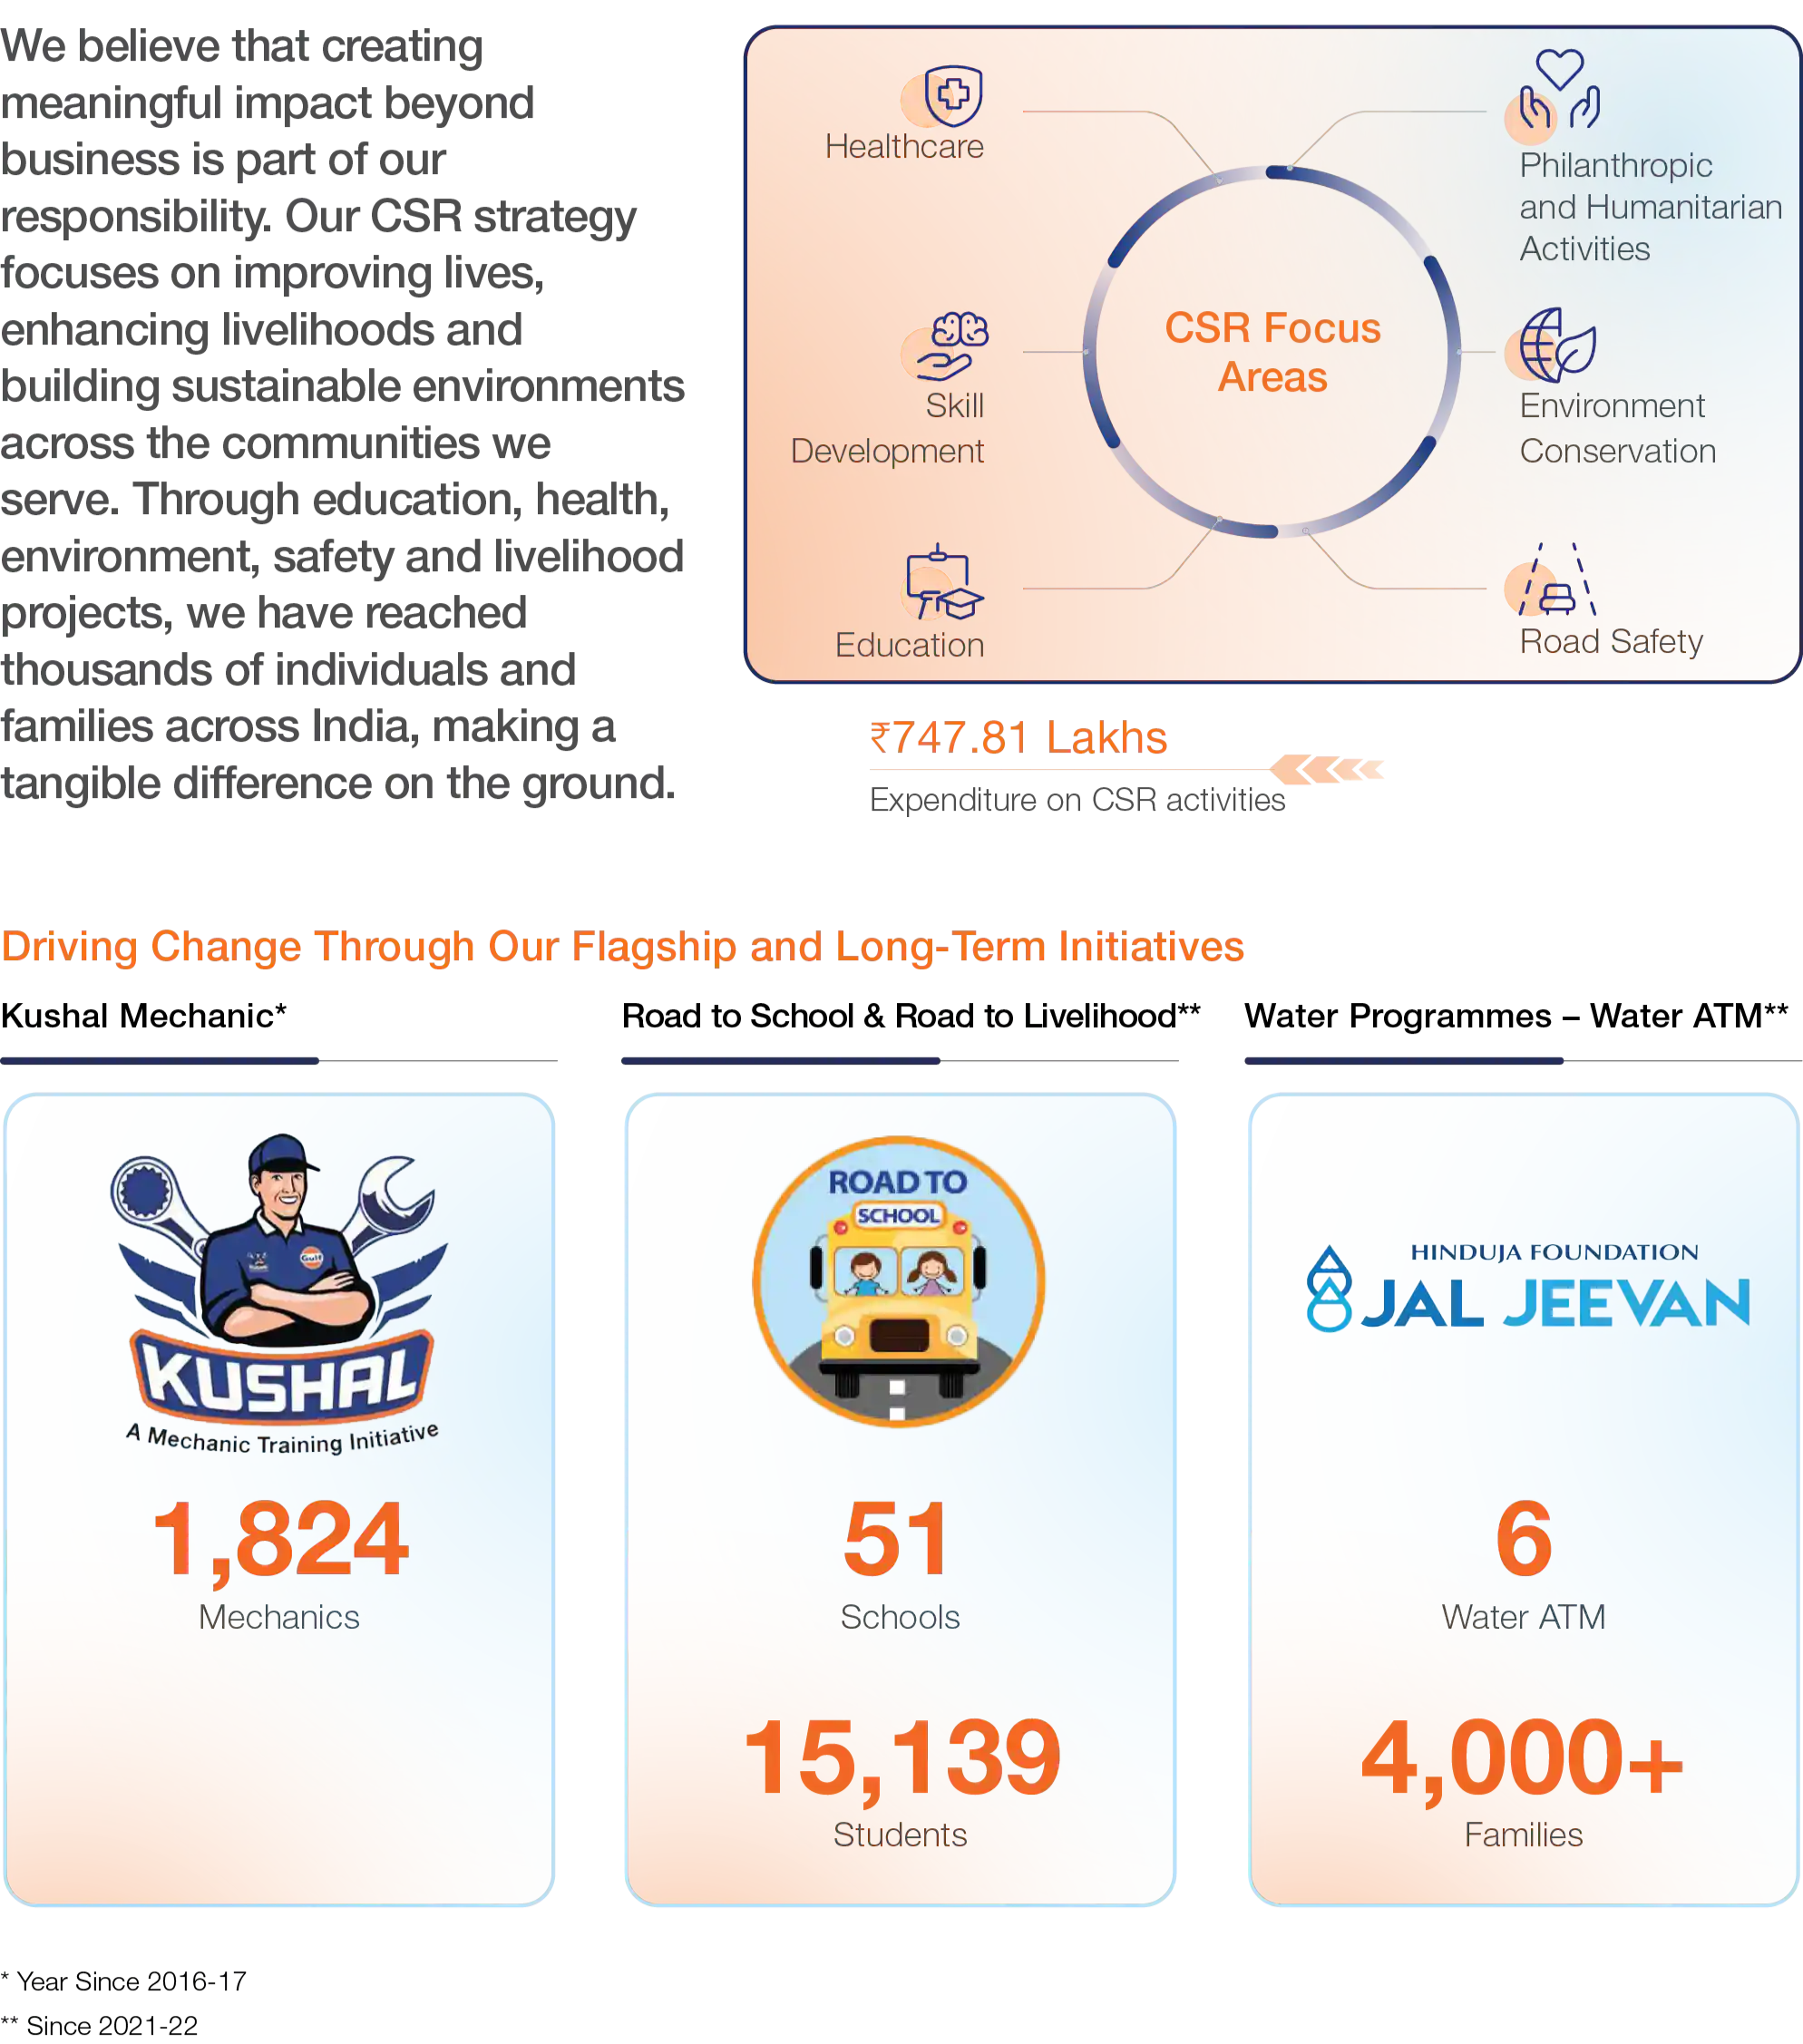 We believe that creating
meaningful impact beyond
business is part of our
responsibility. Our CSR strategy
focuses on improving lives,
enhancing livelihoods and
building sustainable environments
across the communities we
serve. Through education, health,
environment, safety and livelihood
projects, we have reached
thousands of individuals and
families across India, making a
tangible difference on the ground.
CSR Focus
Areas
Healthcare
Skill
Development
Education
Philanthropic
and Humanitarian
Activities
Environment
Conservation
Road Safety
₹747.81 Lakhs
Expenditure on CSR activities
Driving Change Through Our Flagship and Long-Term Initiatives
Kushal Mechanic*
Gulf
KUSHAL
A Mechanic Training Initiative
1,824
Mechanics
Road to School & Road to Livelihood**
ROAD TO
SCHOOL
51
Schools
15,139
Students
Water Programmes – Water ATM**
HINDUJA FOUNDATION
JAL JEEVAN
6
Water ATM
4,000+
Families
* Year Since 2016-17
** Since 2021-22